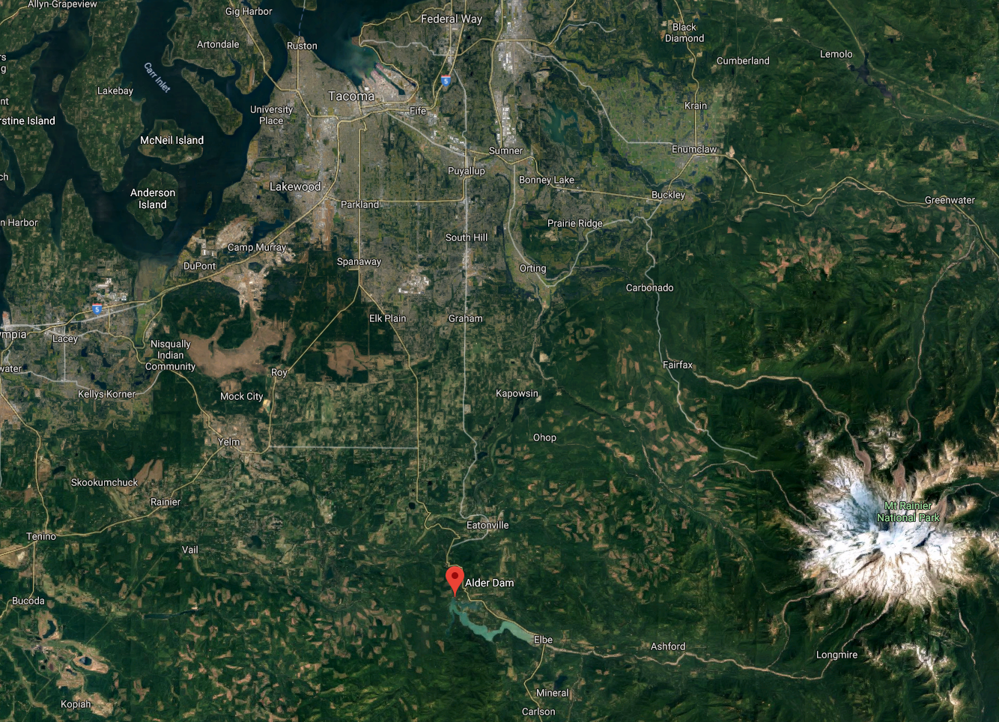 Allyn-Grapeview
Gig Harbor
Federal Way
Black
Diamond
Artondale
Ruston
Cumberland
Lemolo
Carr Inlet
5
Lakebay
Tacoma
University
Place
Fife
Krain
rstine Island
McNeil Island
Sumner
Enumclaw
Puyallup
Bonney Lake
Lakewood
Anderson
Island
Parkland
Buckley
Greenwater
n Harbor
Prairie Ridge
Camp Murray
South Hill
DuPont
Spanaway
Orting
Carbonado
5
Elk Plain
Graham
ympia
Lacey
Nisqually
Indian
Community
Roy
Fairfax
water
Kellys Korner
Mock City
Kapowsin
Yelm
Ohop
Skookumchuck
Rainier
Mt Rainier
National Park
Eatonville
Tenino
Vail
Alder Dam
Bucoda
Elbe
Ashford
Longmire
Mineral
Kopiah
Carlson